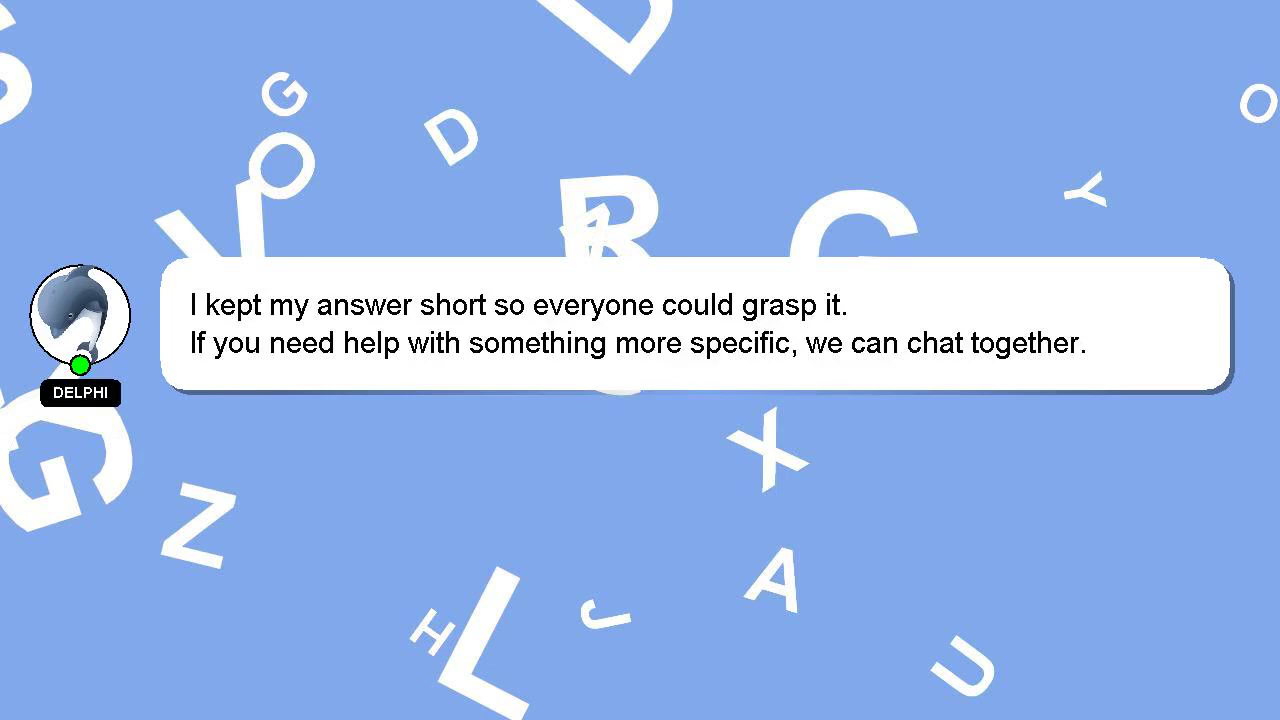 S
D
G
O
D
O
V
R
A
C
Y
I kept my answer short so everyone could grasp it.
If you need help with something more specific, we can chat together.
DELPHI
G
X
Z
A
H
L
J
U